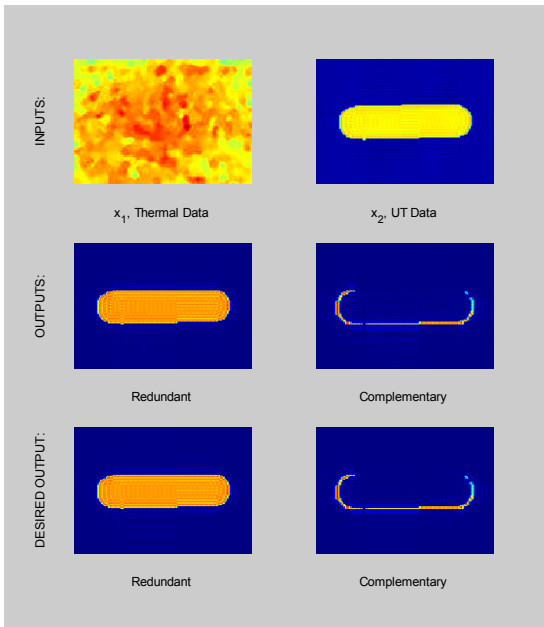 INPUTS:
x1, Thermal Data
x2, UT Data
OUTPUTS:
Redundant
Complementary
DESIRED OUTPUT:
Redundant
Complementary